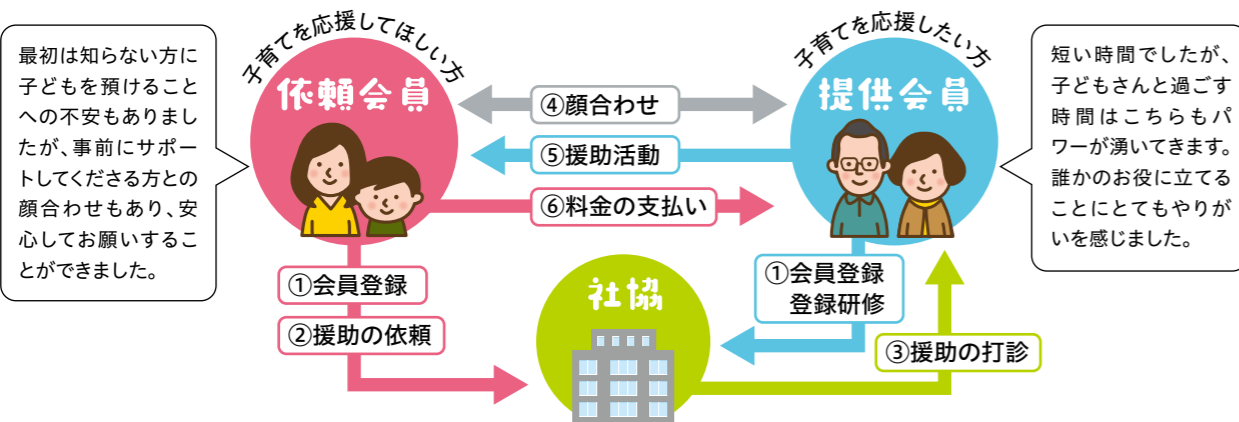 最初は知らない方に
子どもを預けること
への不安もありまし
たが、事前にサポー
トしてくださる方との
顔合わせもあり、安
心してお願いするこ
とができました。
子育てを応援してほしい方
依頼会員
④顔合わせ
⑤援助活動
⑥料金の支払い
子育てを応援したい方
提供会員
短い時間でしたが、
子どもさんと過ごす
時間はこちらもパ
ワーが湧いてきます。
誰かのお役に立てる
ことにとてもやりが
いを感じました。
①会員登録
②援助の依頼
社協
①会員登録
登録研修
③援助の打診